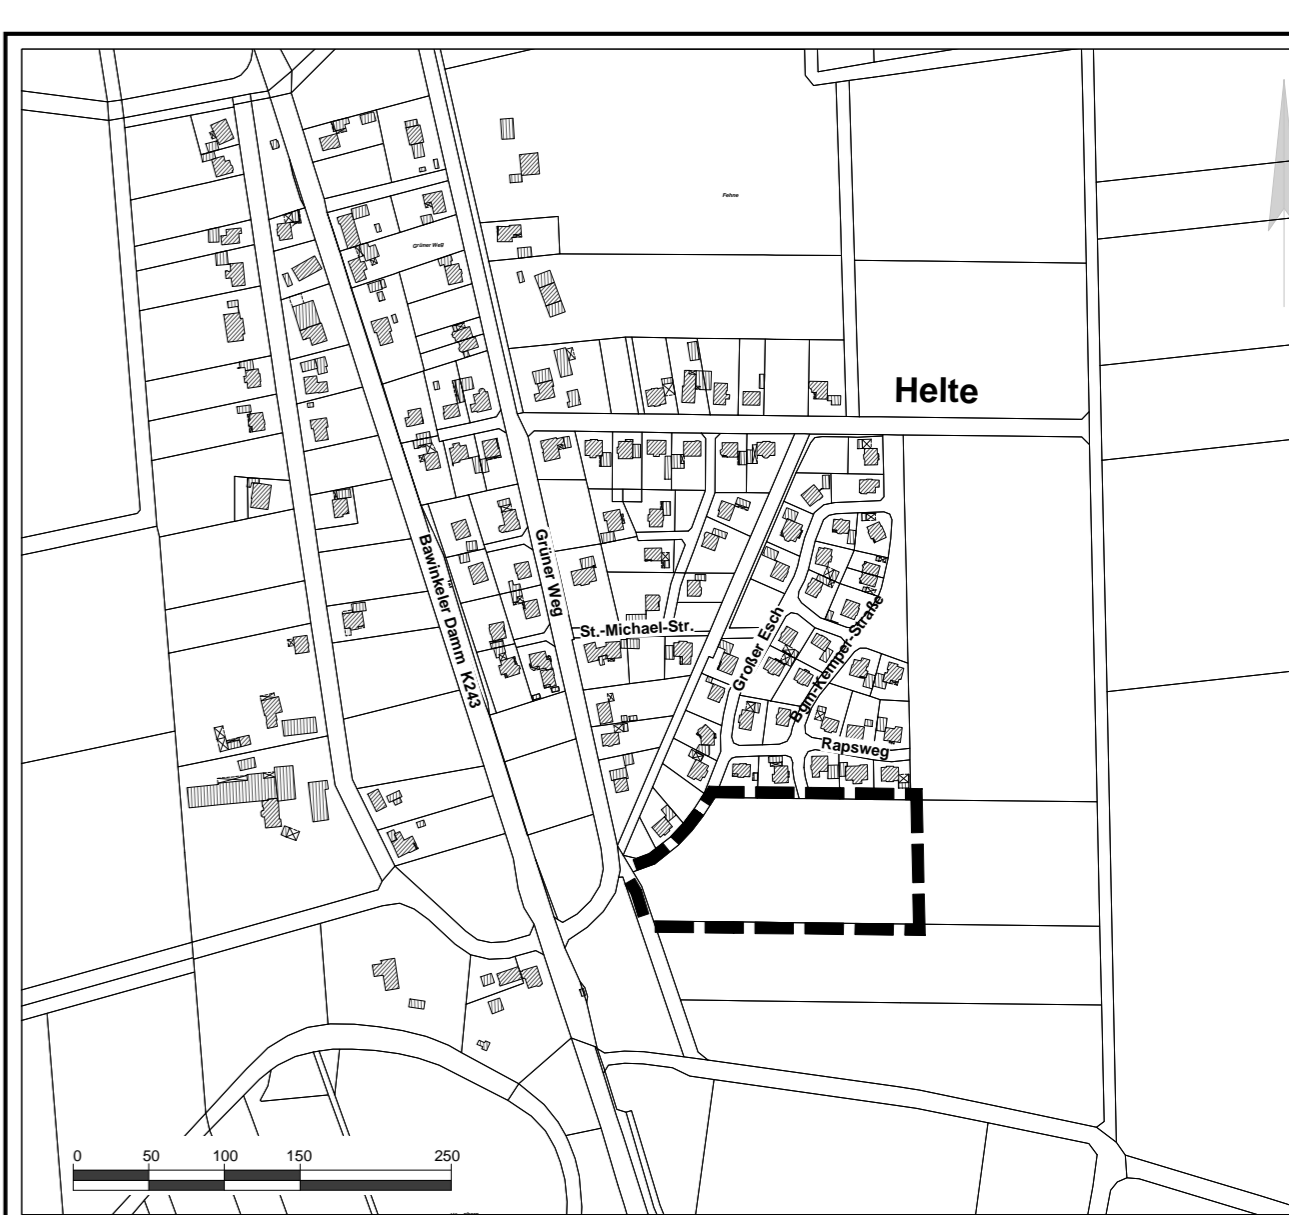 Fehne
Grüner Weg
Helte
Bawinkeler Damm K243
Grüner Weg
St.-Michael-Str.
Großer Esch
Bgm-Kemper-Straße
Rapsweg
0 50 100 150 250